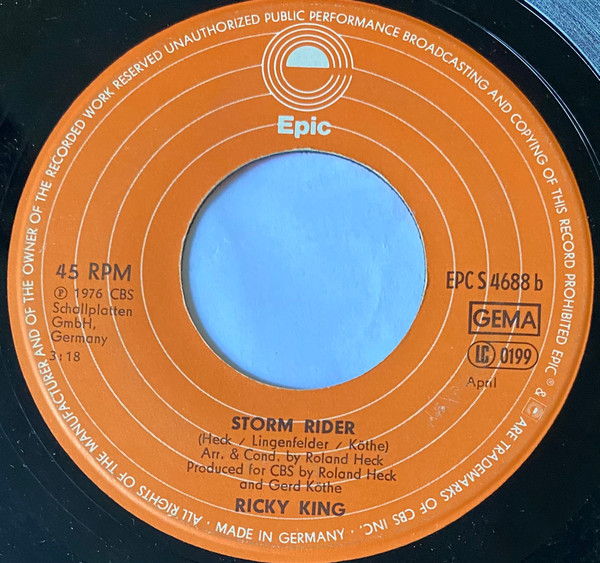 ALL RIGHTS OF THE MANUFACTURER AND OF THE OWNER OF THE RECORDED WORK RESERVED UNAUTHORIZED PUBLIC PERFORMANCE BROADCASTING AND COPYING OF THIS RECORD PROHIBITED EPIC ® & ARE TRADEMARKS OF CBS INC. · MADE IN GERMANY ·
Epic
45 RPM
℗ 1976 CBS
Schallplatten
GmbH,
Germany
3:18
EPC S 4688 b
GEMA
LC 0199
April
STORM RIDER
(Heck / Lingenfelder / Köthe)
Arr. & Cond. by Roland Heck
Produced for CBS by Roland Heck
and Gerd Köthe
RICKY KING